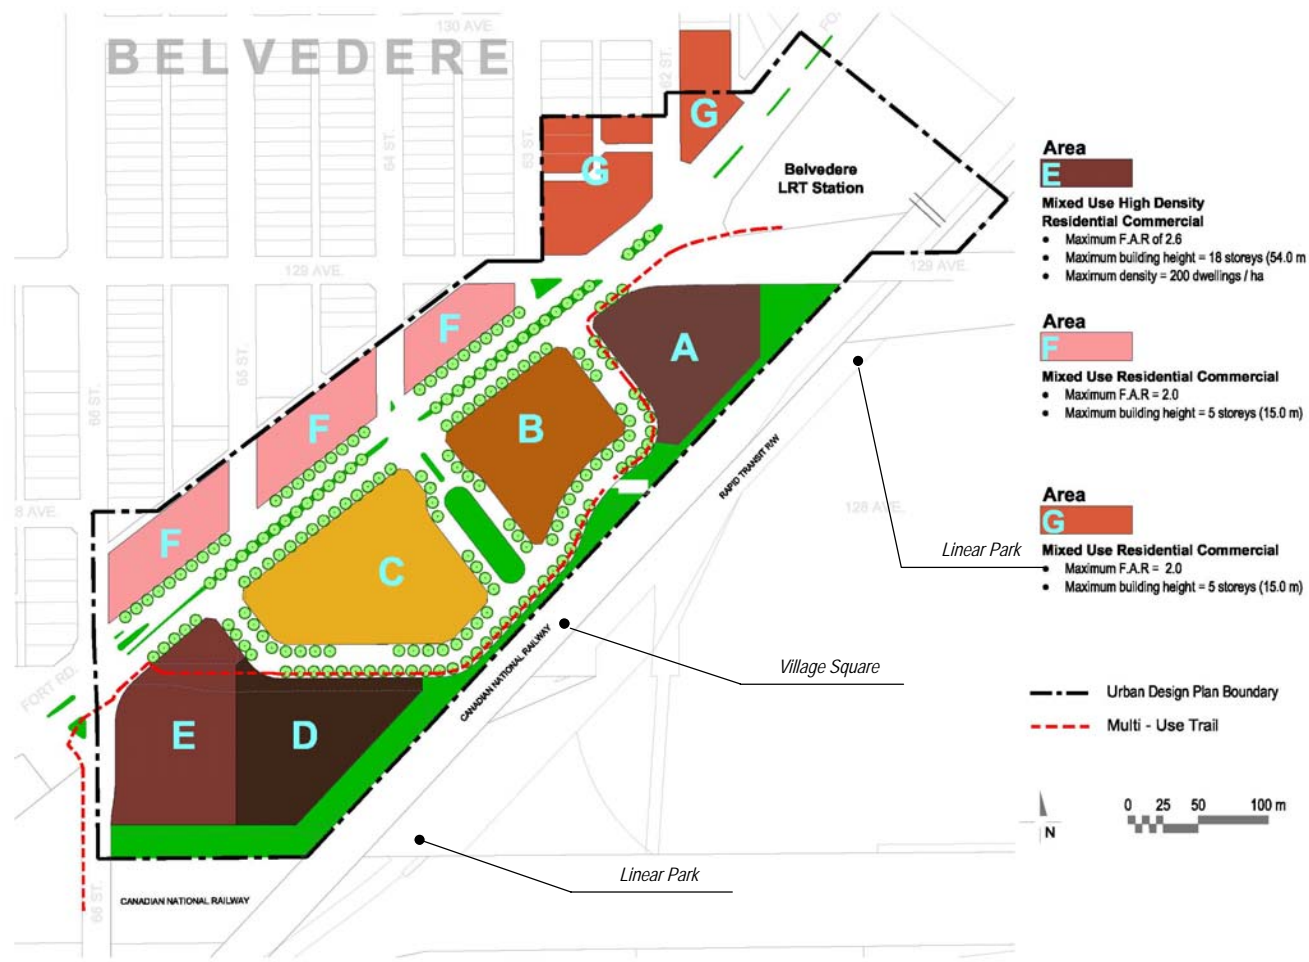 130 AVE.
BELVEDERE
62 ST.
FO
G
63 ST.
64 ST.
G
Belvedere
LRT Station
129 AVE.
129 AVE.
F
A
65 ST.
66 ST.
F
B
RAPID TRANSIT R/W
8 AVE.
128 AVE.
F
C
Linear Park
CANADIAN NATIONAL RAILWAY
Village Square
FORT RD.
E
D
Linear Park
66 ST.
CANADIAN NATIONAL RAILWAY
Area
E
Mixed Use High Density
Residential Commercial
• Maximum F.A.R of 2.6
• Maximum building height = 18 storeys (54.0 m
• Maximum density = 200 dwellings / ha
Area
F
Mixed Use Residential Commercial
• Maximum F.A.R = 2.0
• Maximum building height = 5 storeys (15.0 m)
Area
G
Mixed Use Residential Commercial
• Maximum F.A.R = 2.0
• Maximum building height = 5 storeys (15.0 m)
Urban Design Plan Boundary
Multi - Use Trail
0 25 50 100 m
N